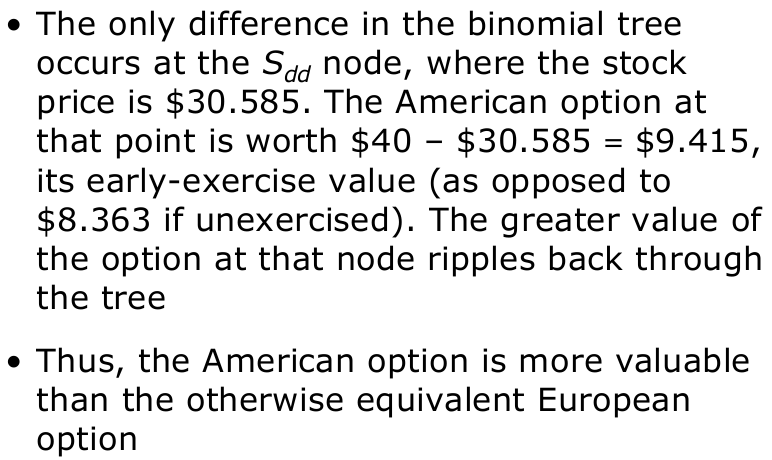 • The only difference in the binomial tree
occurs at the Sdd node, where the stock
price is $30.585. The American option at
that point is worth $40 – $30.585 = $9.415,
its early-exercise value (as opposed to
$8.363 if unexercised). The greater value of
the option at that node ripples back through
the tree
• Thus, the American option is more valuable
than the otherwise equivalent European
option